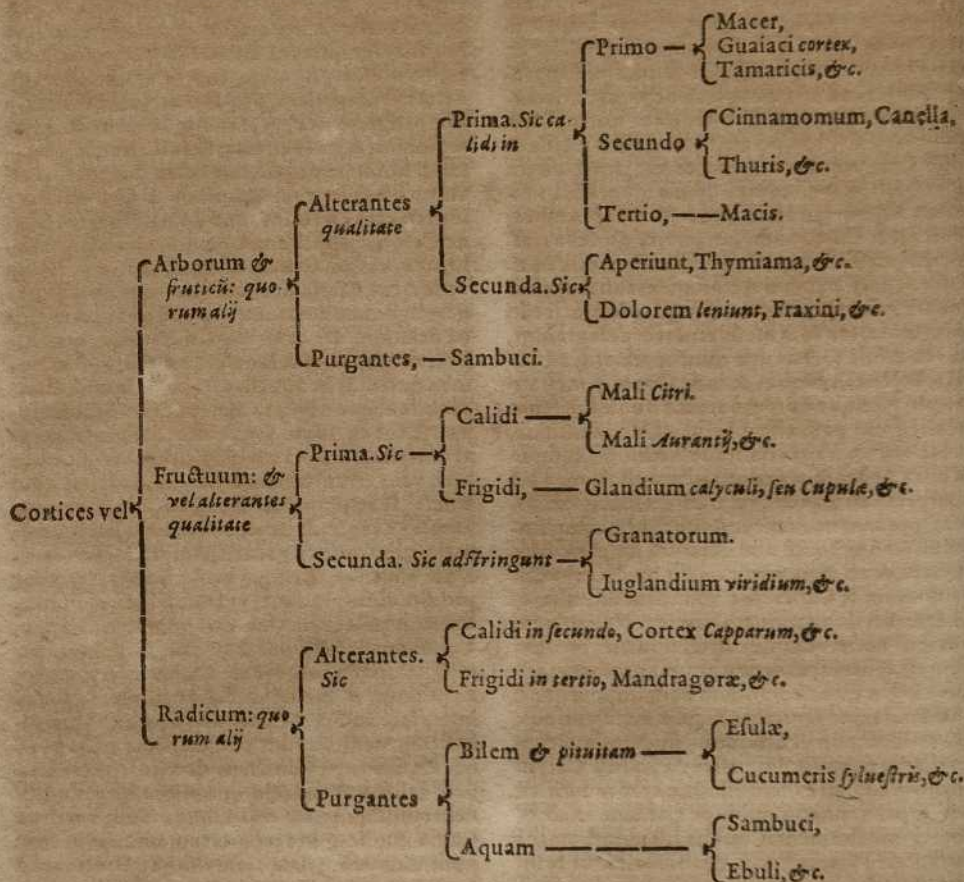 Macer,
Primo
Guaiaci cortex,
Tamaricis, &c.
Prima. Sic ca-
lidi in
Cinnamomum, Canella,
Secundo
Thuris, &c.
Alterantes
qualitate
Tertio, Macis.
Arborum &
fruticũ: quo-
rum alij
Secunda. Sic
Aperiunt, Thymiama, &c.
Dolorem leniunt, Fraxini, &c.
Purgantes, Sambuci.
Cortices vel
Fructuum: &
vel alterantes
qualitate
Prima. Sic
Calidi
Mali Citri.
Mali Aurantij, &c.
Frigidi, Glandium calyculi, seu Cupulæ, &c.
Secunda. Sic adstringunt
Granatorum.
Iuglandium viridium, &c.
Radicum: quo
rum alij
Alterantes.
Sic
Calidi in secundo, Cortex Capparum, &c.
Frigidi in tertio, Mandragoræ, &c.
Purgantes
Bilem & pituitam
Esulæ,
Cucumeris sylvestris, &c.
Aquam
Sambuci,
Ebuli, &c.